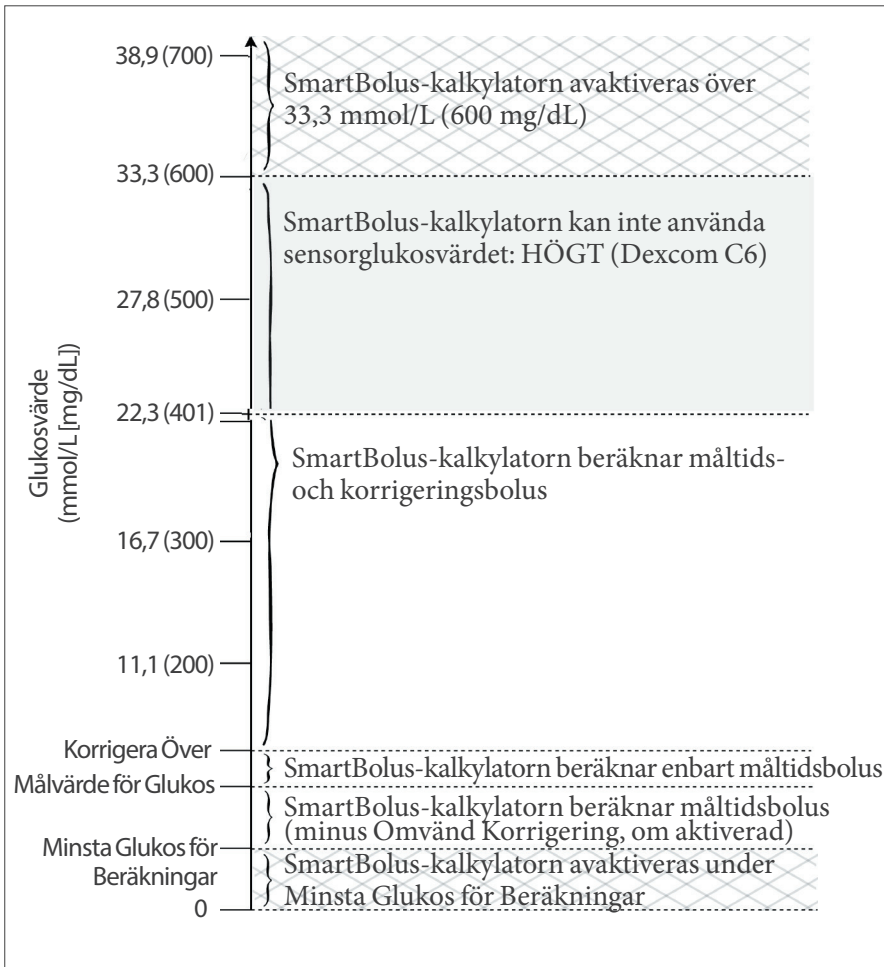 38,9 (700)
SmartBolus-kalkylatorn avaktiveras över
33,3 mmol/L (600 mg/dL)
33,3 (600)
SmartBolus-kalkylatorn kan inte använda
sensorglukosvärdet: HÖGT (Dexcom C6)
27,8 (500)
Glukosvärde
(mmol/L [mg/dL])
22,3 (401)
SmartBolus-kalkylatorn beräknar måltids-
och korrigeringsbolus
16,7 (300)
11,1 (200)
Korrigera Över
SmartBolus-kalkylatorn beräknar enbart måltidsbolus
Målvärde för Glukos
SmartBolus-kalkylatorn beräknar måltidsbolus
(minus Omvänd Korrigering, om aktiverad)
Minsta Glukos för
Beräkningar
SmartBolus-kalkylatorn avaktiveras under
Minsta Glukos för Beräkningar
0